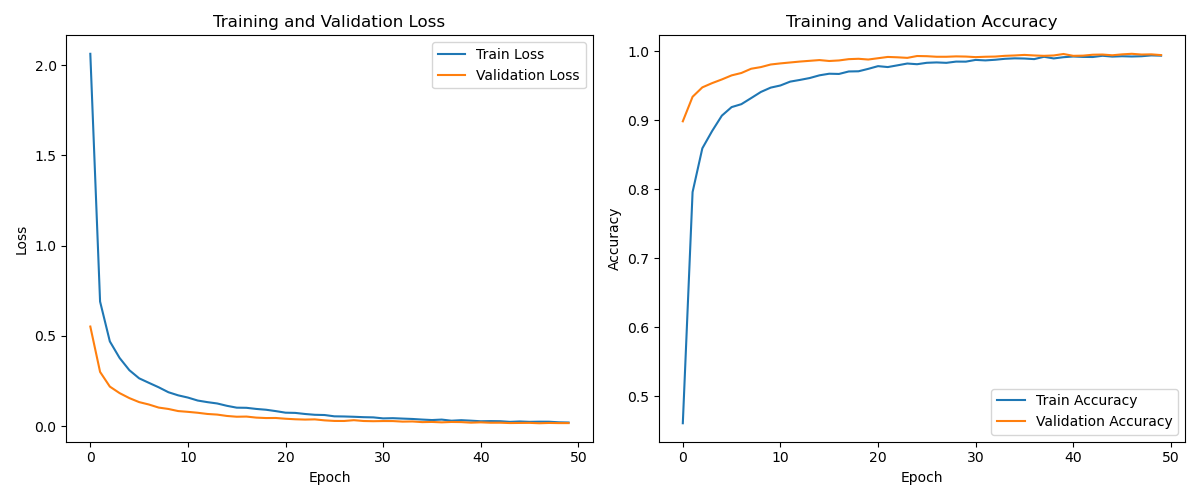 Training and Validation Loss
2.0
1.5
1.0
0.5
0.0
Loss
0 10 20 30 40 50
Epoch
Train Loss
Validation Loss
Training and Validation Accuracy
1.0
0.9
0.8
0.7
0.6
0.5
Accuracy
0 10 20 30 40 50
Epoch
Train Accuracy
Validation Accuracy